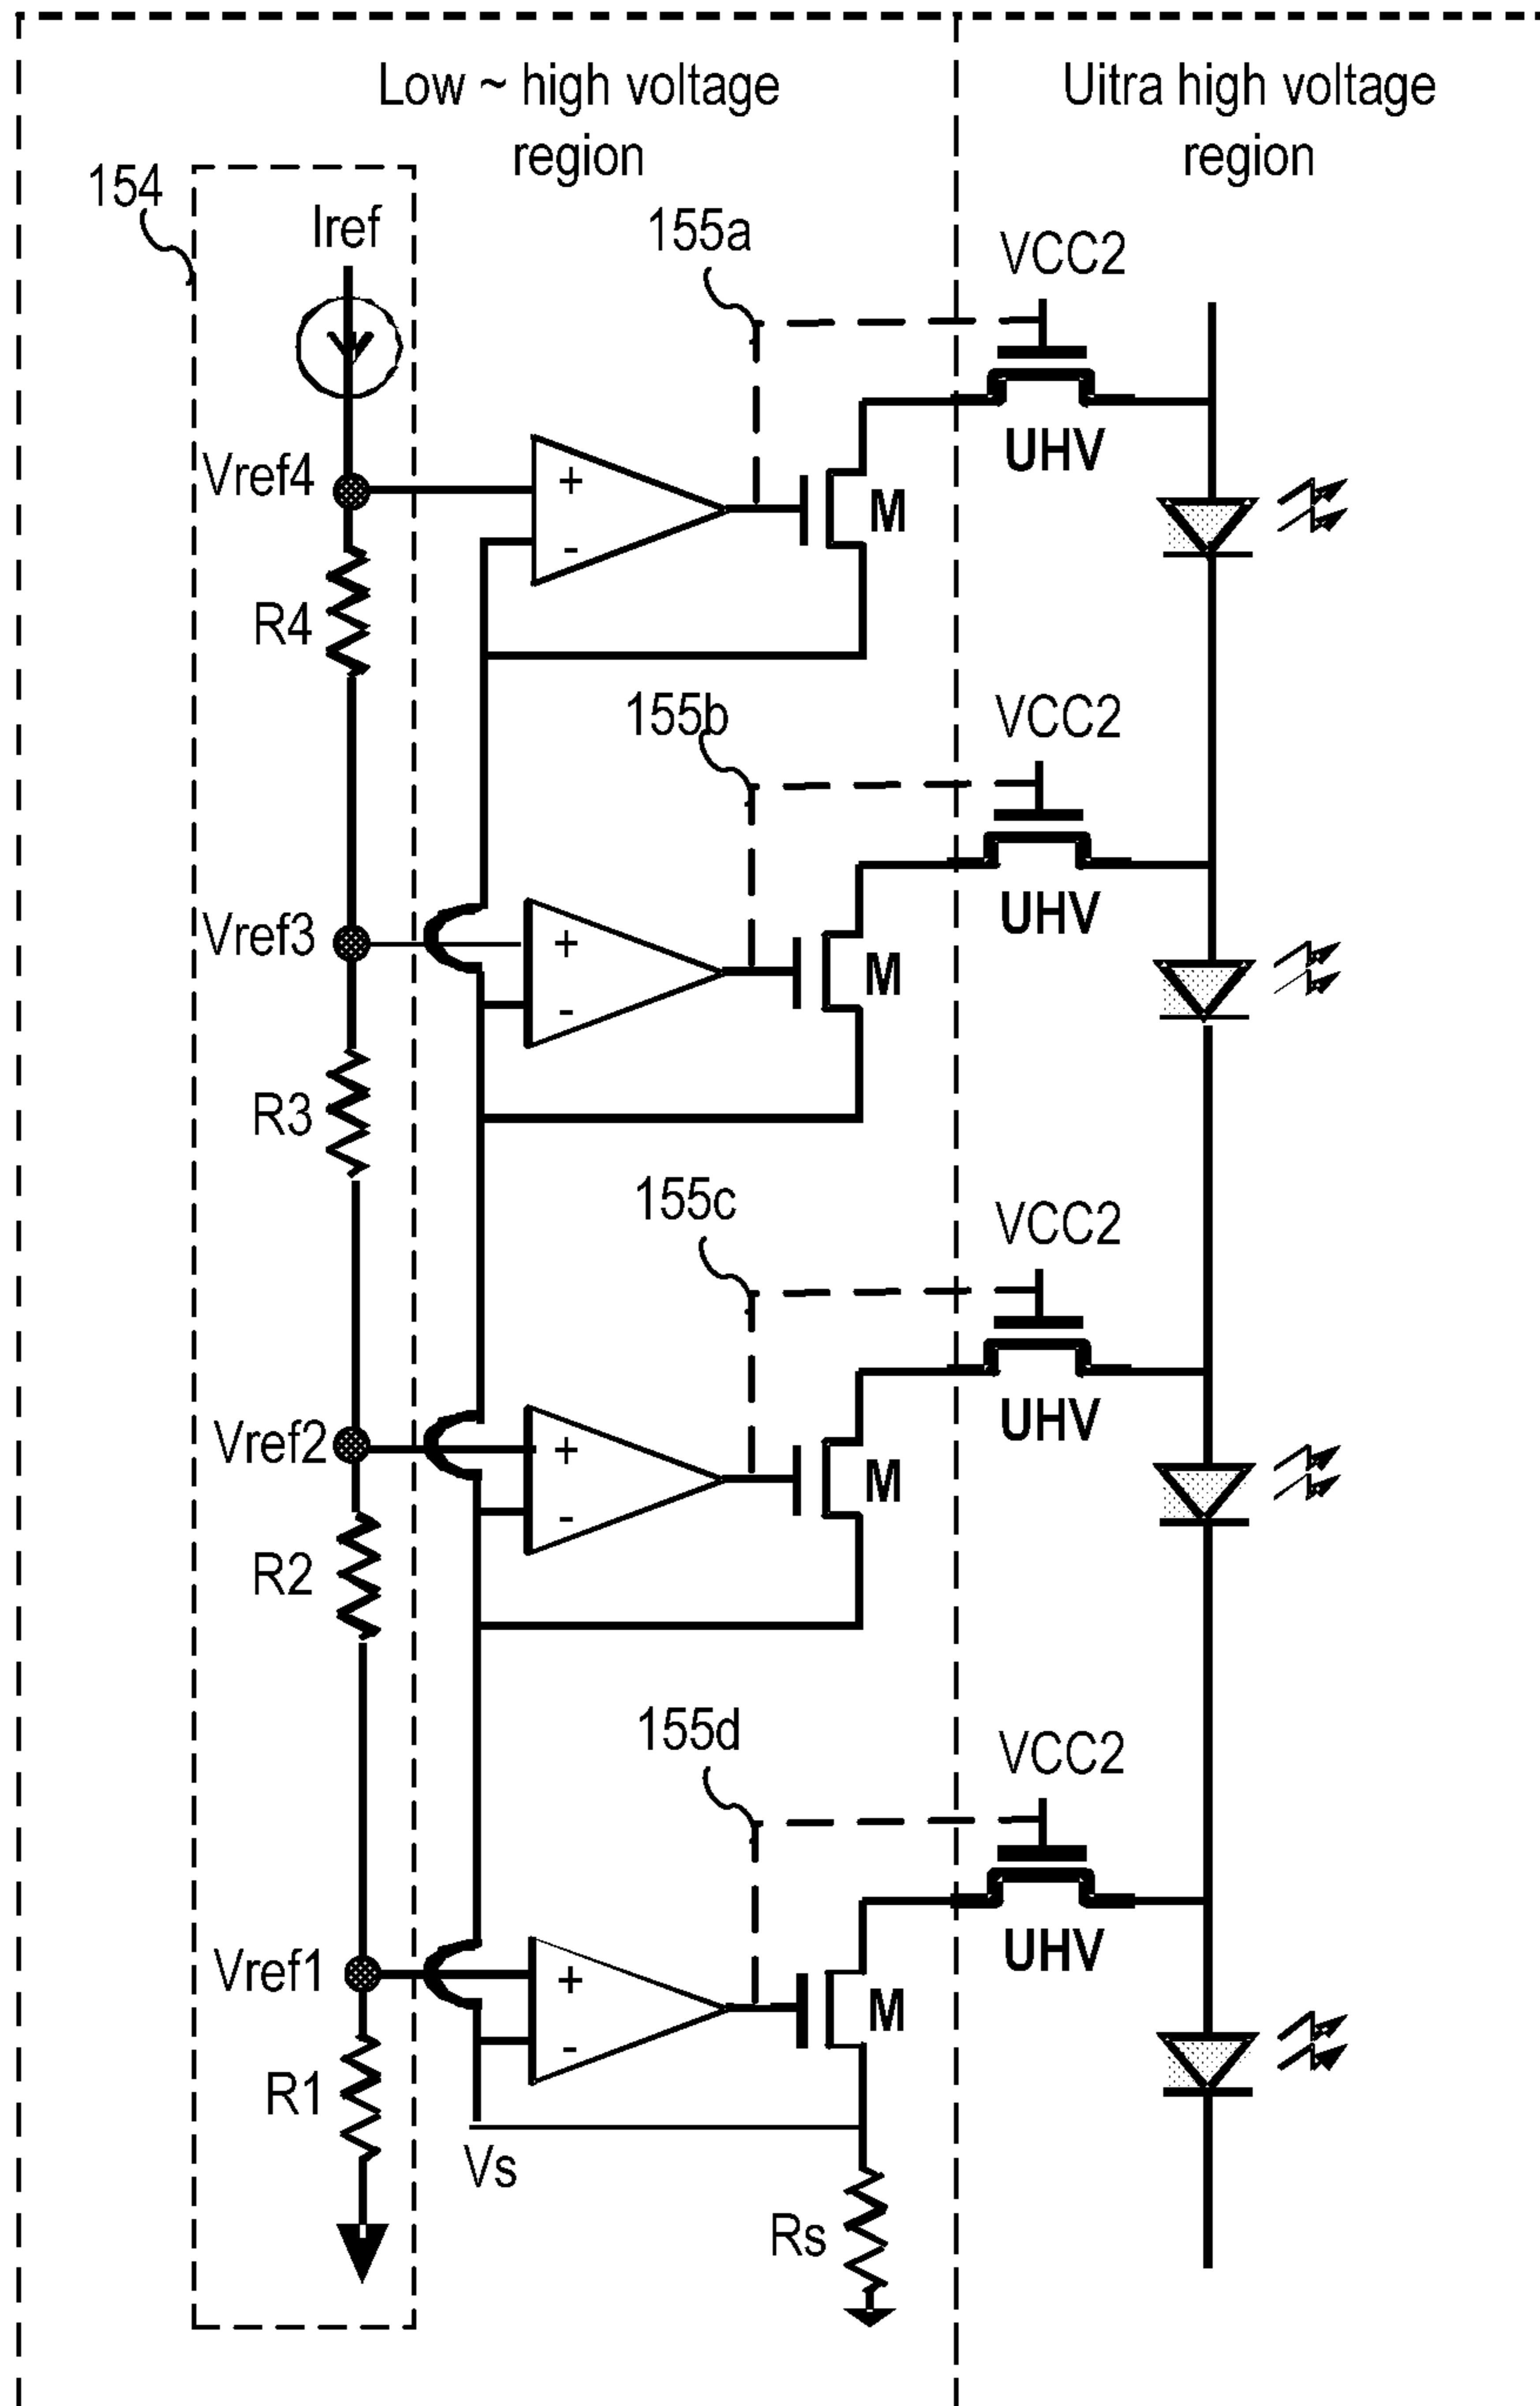 Low ~ high voltage
region
Uitra high voltage
region
154
Iref
155a
VCC2
UHV
Vref4
+
-
M
R4
155b
VCC2
UHV
Vref3
+
-
M
R3
155c
VCC2
UHV
Vref2
+
-
M
R2
155d
VCC2
UHV
Vref1
+
-
M
R1
Vs
Rs